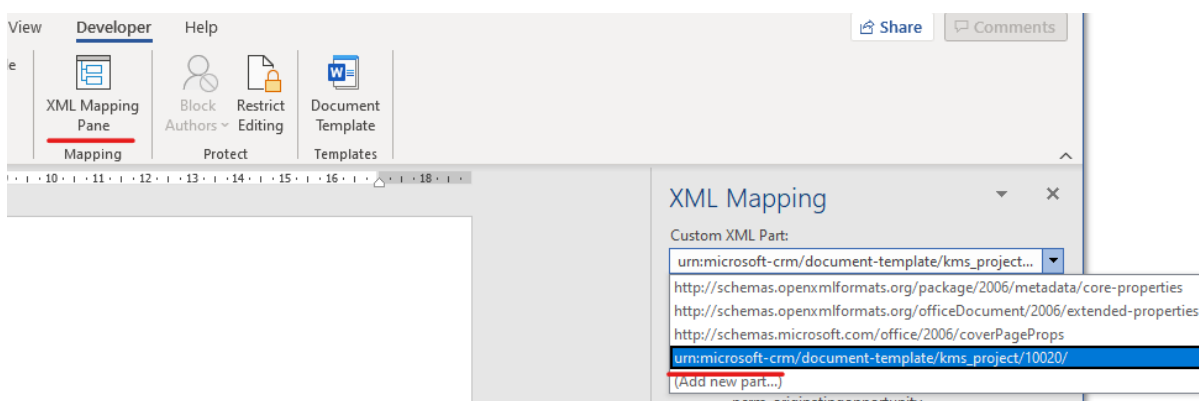 View Developer Help Share Comments
e
XML Mapping Block Restrict Document
Pane Authors Editing Template
Mapping Protect Templates
10 11 12 13 14 15 16 18
XML Mapping
Custom XML Part:
urn:microsoft-crm/document-template/kms_project...
http://schemas.openxmlformats.org/package/2006/metadata/core-properties
http://schemas.openxmlformats.org/officeDocument/2006/extended-properties
http://schemas.microsoft.com/office/2006/coverPageProps
urn:microsoft-crm/document-template/kms_project/10020/
(Add new part...)